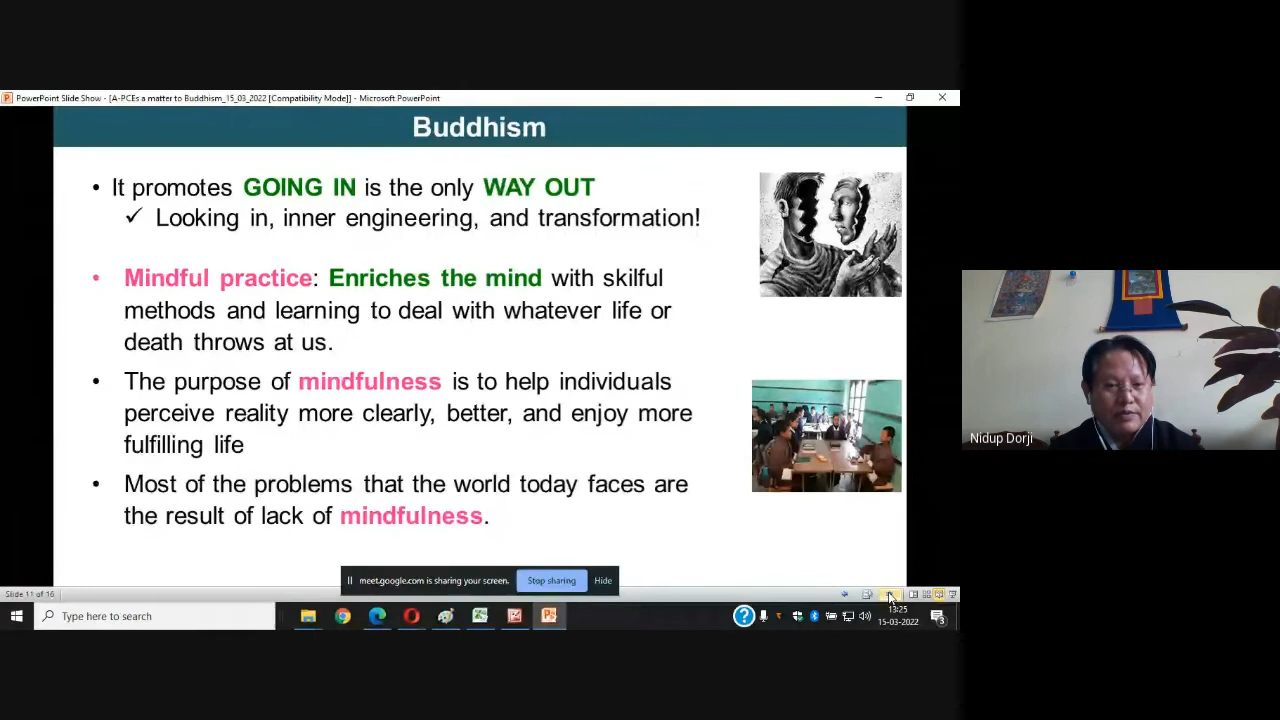 PowerPoint Slide Show - [A-PCEs a matter to Buddhism_15_03_2022 [Compatibility Mode]] - Microsoft PowerPoint
Buddhism
• It promotes GOING IN is the only WAY OUT
✓ Looking in, inner engineering, and transformation!
• Mindful practice: Enriches the mind with skilful
methods and learning to deal with whatever life or
death throws at us.
• The purpose of mindfulness is to help individuals
perceive reality more clearly, better, and enjoy more
fulfilling life
• Most of the problems that the world today faces are
the result of lack of mindfulness.
Nidup Dorji
meet.google.com is sharing your screen.
Stop sharing
Hide
Slide 11 of 16
Type here to search
13:25
15-03-2022
3